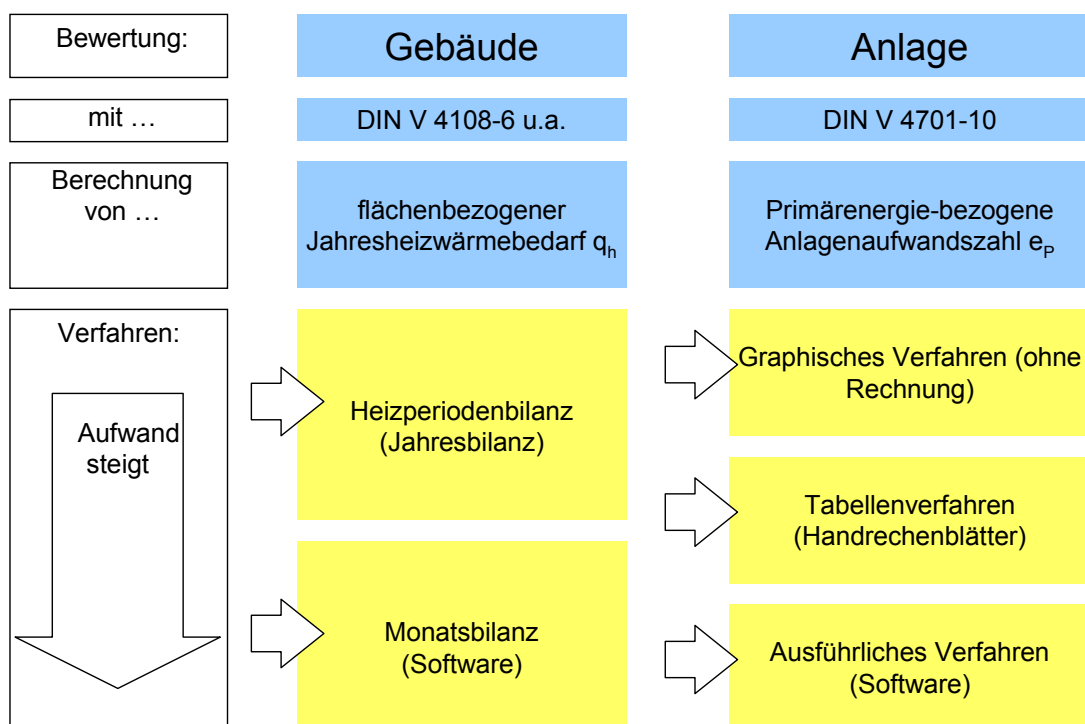 Bewertung:
Gebäude
Anlage
mit …
DIN V 4108-6 u.a.
DIN V 4701-10
Berechnung
von …
flächenbezogener
Jahresheizwärmebedarf qh
Primärenergie-bezogene
Anlagenaufwandszahl eP
Verfahren:
Aufwand
steigt
Heizperiodenbilanz
(Jahresbilanz)
Graphisches Verfahren (ohne
Rechnung)
Tabellenverfahren
(Handrechenblätter)
Monatsbilanz
(Software)
Ausführliches Verfahren
(Software)